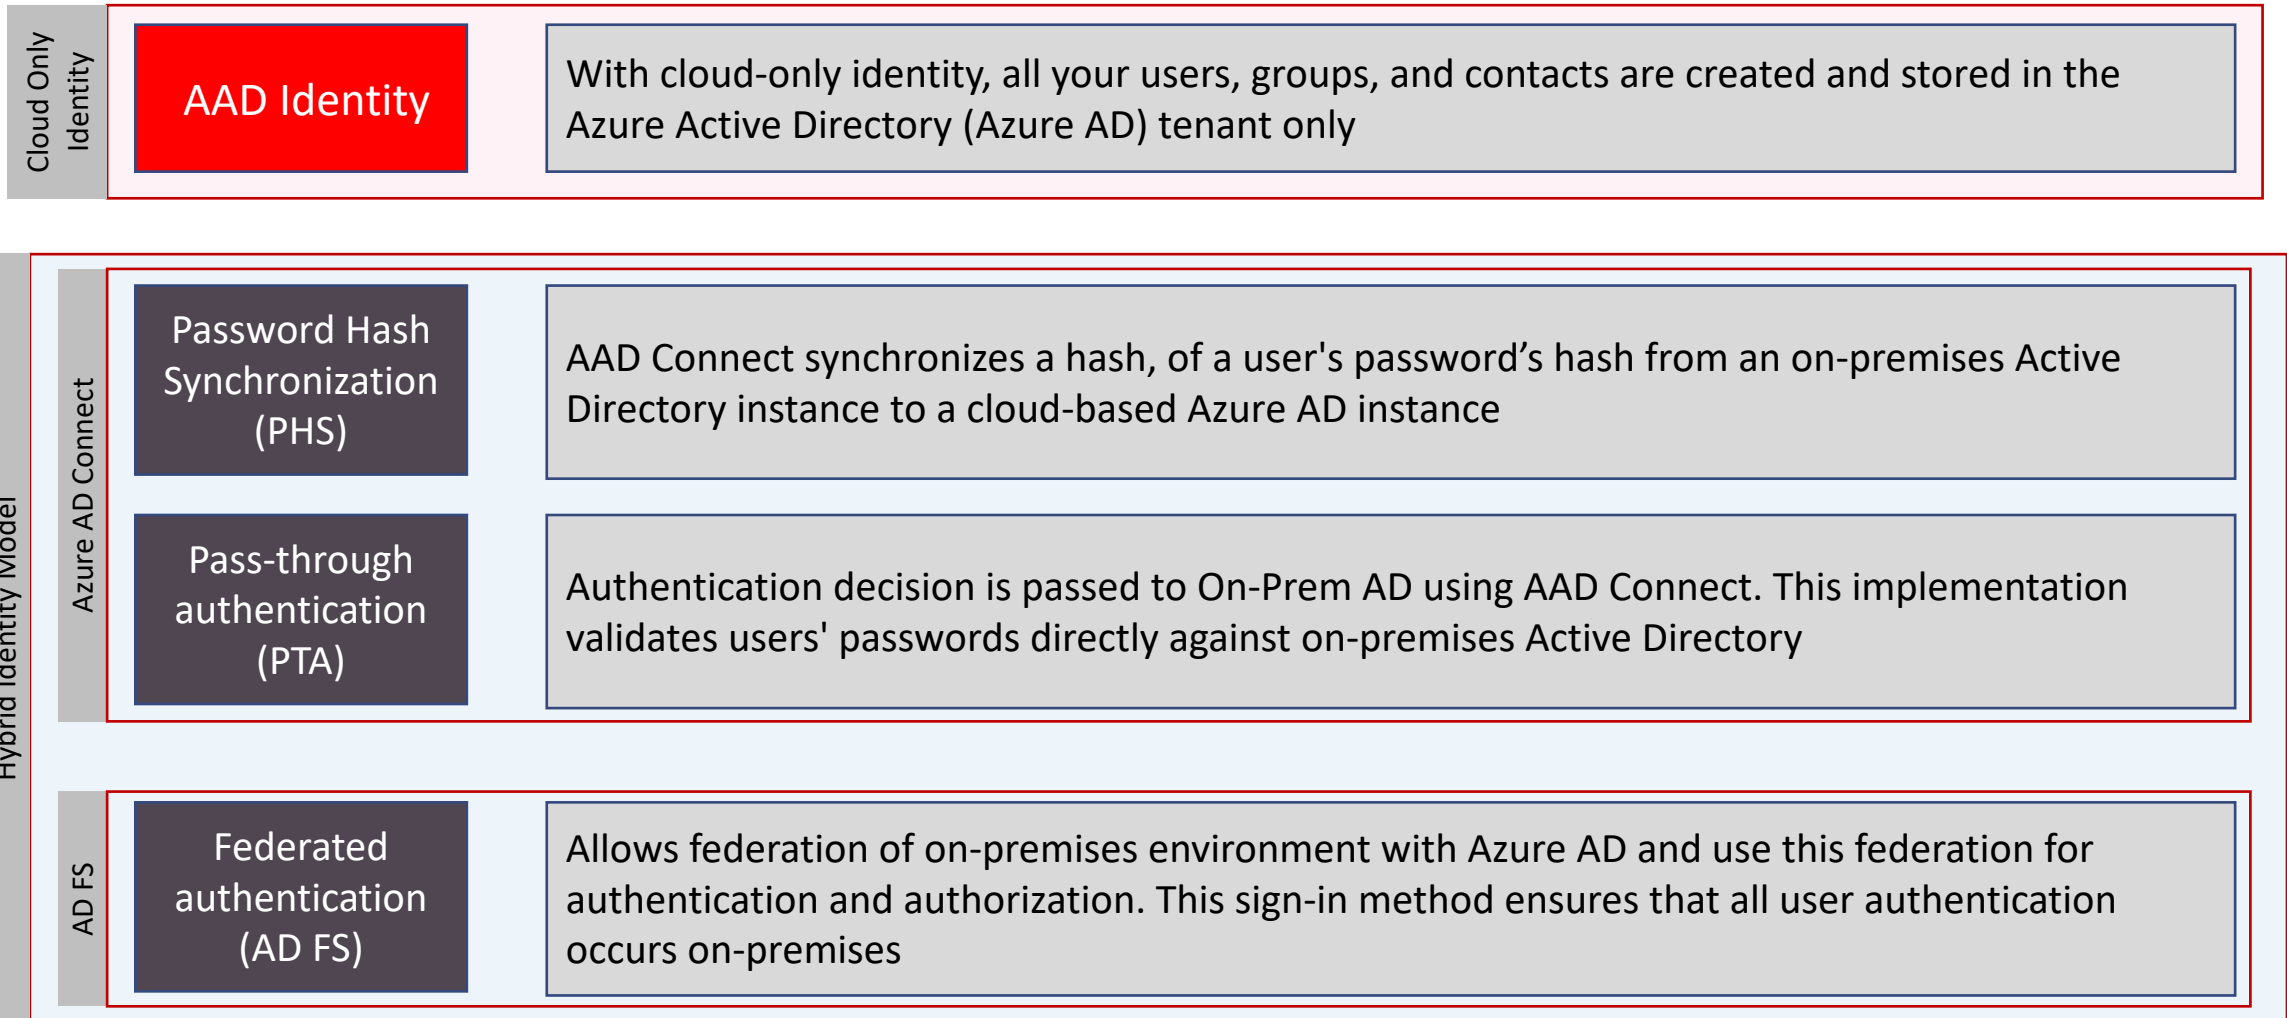 Cloud Only
Identity
AAD Identity
With cloud-only identity, all your users, groups, and contacts are created and stored in the
Azure Active Directory (Azure AD) tenant only
Hybrid Identity Model
Azure AD Connect
Password Hash
Synchronization
(PHS)
AAD Connect synchronizes a hash, of a user's password’s hash from an on-premises Active
Directory instance to a cloud-based Azure AD instance
Pass-through
authentication
(PTA)
Authentication decision is passed to On-Prem AD using AAD Connect. This implementation
validates users' passwords directly against on-premises Active Directory
AD FS
Federated
authentication
(AD FS)
Allows federation of on-premises environment with Azure AD and use this federation for
authentication and authorization. This sign-in method ensures that all user authentication
occurs on-premises